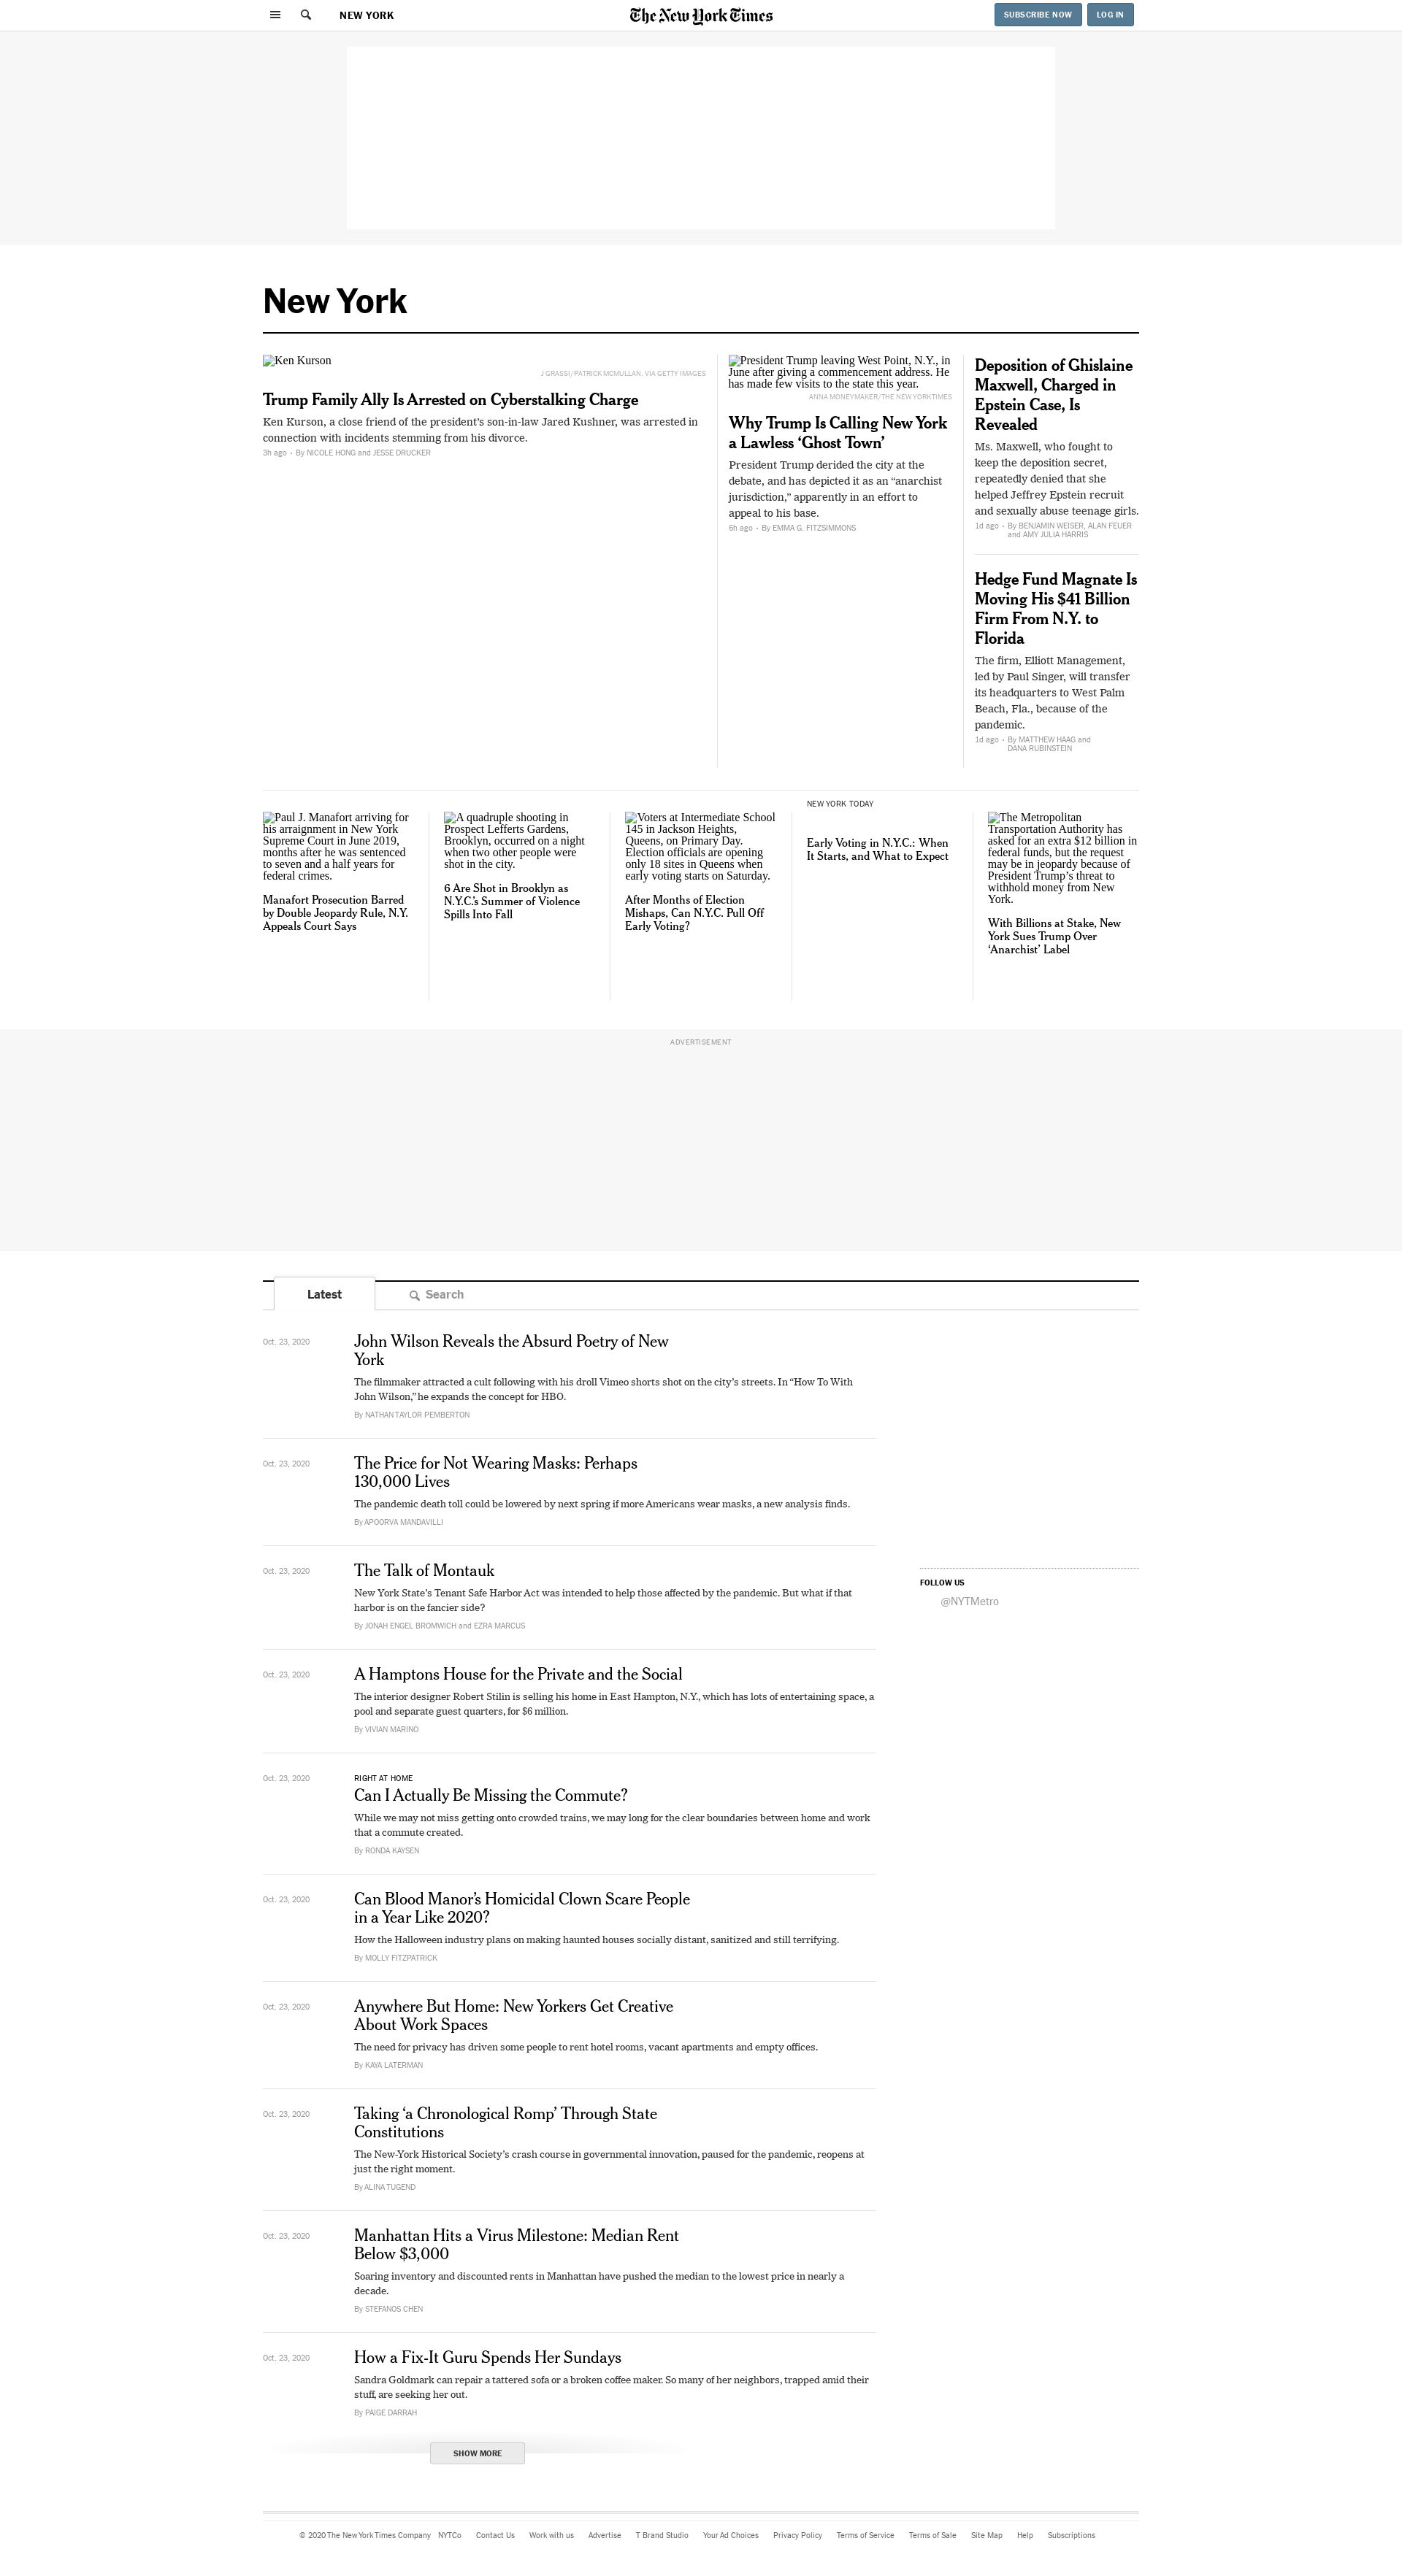 NEW YORK
The New York Times
SUBSCRIBE NOW
LOG IN
New York
Ken Kurson
J GRASSI/PATRICK MCMULLAN, VIA GETTY IMAGES
Trump Family Ally Is Arrested on Cyberstalking Charge
Ken Kurson, a close friend of the president's son-in-law Jared Kushner, was arrested in
connection with incidents stemming from his divorce.
3h ago • By NICOLE HONG and JESSE DRUCKER
President Trump leaving West Point, N.Y., in
June after giving a commencement address. He
has made few visits to the state this year.
ANNA MONEYMAKER/THE NEW YORK TIMES
Why Trump Is Calling New York
a Lawless ‘Ghost Town’
President Trump derided the city at the
debate, and has depicted it as an “anarchist
jurisdiction,” apparently in an effort to
appeal to his base.
6h ago • By EMMA G. FITZSIMMONS
Deposition of Ghislaine
Maxwell, Charged in
Epstein Case, Is
Revealed
Ms. Maxwell, who fought to
keep the deposition secret,
repeatedly denied that she
helped Jeffrey Epstein recruit
and sexually abuse teenage girls.
1d ago • By BENJAMIN WEISER, ALAN FEUER
and AMY JULIA HARRIS
Hedge Fund Magnate Is
Moving His $41 Billion
Firm From N.Y. to
Florida
The firm, Elliott Management,
led by Paul Singer, will transfer
its headquarters to West Palm
Beach, Fla., because of the
pandemic.
1d ago • By MATTHEW HAAG and
DANA RUBINSTEIN
Paul J. Manafort arriving for
his arraignment in New York
Supreme Court in June 2019,
months after he was sentenced
to seven and a half years for
federal crimes.
Manafort Prosecution Barred
by Double Jeopardy Rule, N.Y.
Appeals Court Says
A quadruple shooting in
Prospect Lefferts Gardens,
Brooklyn, occurred on a night
when two other people were
shot in the city.
6 Are Shot in Brooklyn as
N.Y.C.’s Summer of Violence
Spills Into Fall
Voters at Intermediate School
145 in Jackson Heights,
Queens, on Primary Day.
Election officials are opening
only 18 sites in Queens when
early voting starts on Saturday.
After Months of Election
Mishaps, Can N.Y.C. Pull Off
Early Voting?
NEW YORK TODAY
Early Voting in N.Y.C.: When
It Starts, and What to Expect
The Metropolitan
Transportation Authority has
asked for an extra $12 billion in
federal funds, but the request
may be in jeopardy because of
President Trump’s threat to
withhold money from New
York.
With Billions at Stake, New
York Sues Trump Over
‘Anarchist’ Label
ADVERTISEMENT
Latest
Search
Oct. 23, 2020
John Wilson Reveals the Absurd Poetry of New
York
The filmmaker attracted a cult following with his droll Vimeo shorts shot on the city’s streets. In “How To With
John Wilson,” he expands the concept for HBO.
By NATHAN TAYLOR PEMBERTON
Oct. 23, 2020
The Price for Not Wearing Masks: Perhaps
130,000 Lives
The pandemic death toll could be lowered by next spring if more Americans wear masks, a new analysis finds.
By APOORVA MANDAVILLI
Oct. 23, 2020
The Talk of Montauk
New York State’s Tenant Safe Harbor Act was intended to help those affected by the pandemic. But what if that
harbor is on the fancier side?
By JONAH ENGEL BROMWICH and EZRA MARCUS
FOLLOW US
@NYTMetro
Oct. 23, 2020
A Hamptons House for the Private and the Social
The interior designer Robert Stilin is selling his home in East Hampton, N.Y., which has lots of entertaining space, a
pool and separate guest quarters, for $6 million.
By VIVIAN MARINO
Oct. 23, 2020
RIGHT AT HOME
Can I Actually Be Missing the Commute?
While we may not miss getting onto crowded trains, we may long for the clear boundaries between home and work
that a commute created.
By RONDA KAYSEN
Oct. 23, 2020
Can Blood Manor’s Homicidal Clown Scare People
in a Year Like 2020?
How the Halloween industry plans on making haunted houses socially distant, sanitized and still terrifying.
By MOLLY FITZPATRICK
Oct. 23, 2020
Anywhere But Home: New Yorkers Get Creative
About Work Spaces
The need for privacy has driven some people to rent hotel rooms, vacant apartments and empty offices.
By KAYA LATERMAN
Oct. 23, 2020
Taking ‘a Chronological Romp’ Through State
Constitutions
The New-York Historical Society’s crash course in governmental innovation, paused for the pandemic, reopens at
just the right moment.
By ALINA TUGEND
Oct. 23, 2020
Manhattan Hits a Virus Milestone: Median Rent
Below $3,000
Soaring inventory and discounted rents in Manhattan have pushed the median to the lowest price in nearly a
decade.
By STEFANOS CHEN
Oct. 23, 2020
How a Fix-It Guru Spends Her Sundays
Sandra Goldmark can repair a tattered sofa or a broken coffee maker. So many of her neighbors, trapped amid their
stuff, are seeking her out.
By PAIGE DARRAH
SHOW MORE
© 2020 The New York Times Company NYTCo Contact Us Work with us Advertise T Brand Studio Your Ad Choices Privacy Policy Terms of Service Terms of Sale Site Map Help Subscriptions